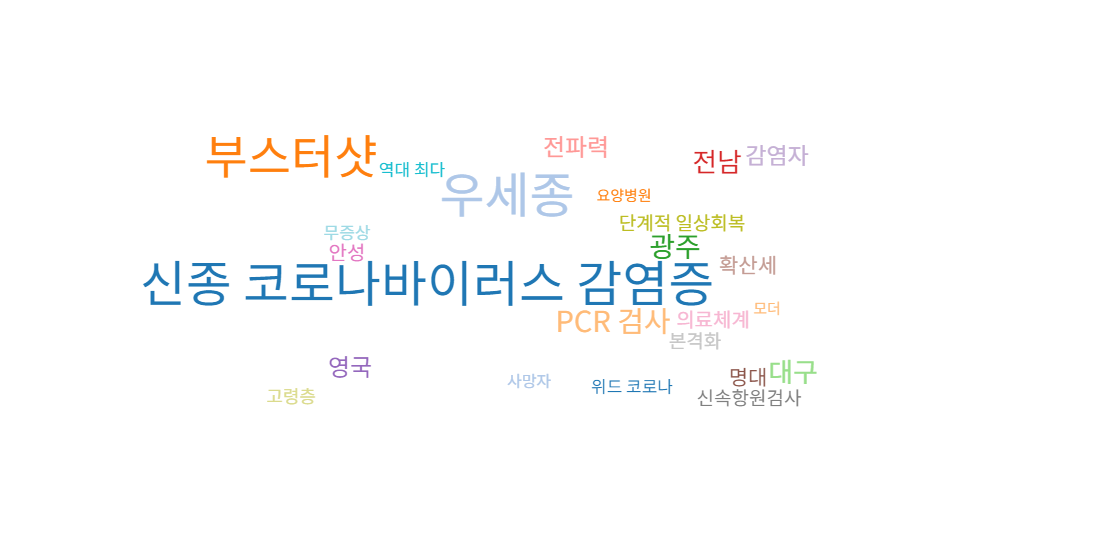 전파력
부스터샷
전남
감염자
역대 최다
우세종
요양병원
단계적 일상회복
무증상
광주
안성
확산세
신종 코로나바이러스 감염증
모더
PCR 검사
의료체계
본격화
영국
대구
명대
사망자
위드 코로나
고령층
신속항원검사